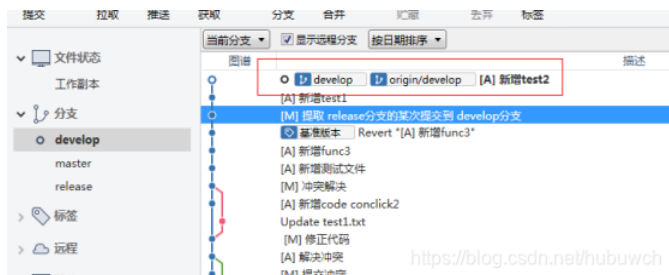 提交 拉取 推送 获取 分支 合并 贮藏 丢弃 标签
当前分支 显示远程分支 按日期排序
文件状态 图谱 描述
develop origin/develop [A] 新增test2
工作副本
[A] 新增test1
分支 [M] 提取 release分支的某次提交到 develop分支
基准版本 Revert "[A] 新增func3"
develop
[A] 新增func3
master [A] 新增测试文件
release [M] 冲突解决
[A] 新增code conclick2
标签 Update test1.txt
[M] 修正代码
远程 [A] 解决冲突
https://blog.csdn.net/hubuwch
[M] 提交冲突